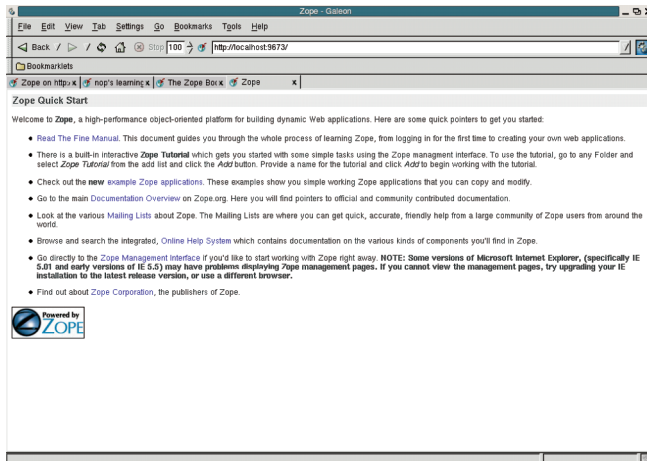 Zope - Galeon
File Edit View Tab Settings Go Bookmarks Tools Help
Back / / Stop 100 http://localhost:9673/
Bookmarklets
Zope on http: x nop's learning x The Zope Boo x Zope x
Zope Quick Start
Welcome to Zope, a high-performance object-oriented platform for building dynamic Web applications. Here are some quick pointers to get you started:
Read The Fine Manual. This document guides you through the whole process of learning Zope, from logging in for the first time to creating your own web applications.
There is a built-in interactive Zope Tutorial which gets you started with some simple tasks using the Zope managment interface. To use the tutorial, go to any Folder and
select Zope Tutorial from the add list and click the Add button. Provide a name for the tutorial and click Add to begin working with the tutorial.
Check out the new example Zope applications. These examples show you simple working Zope applications that you can copy and modify.
Go to the main Documentation Overview on Zope.org. Here you will find pointers to official and community contributed documentation.
Look at the various Mailing Lists about Zope. The Mailing Lists are where you can get quick, accurate, friendly help from a large community of Zope users from around the
world.
Browse and search the integrated, Online Help System which contains documentation on the various kinds of components you'll find in Zope.
Go directly to the Zope Management Interface if you'd like to start working with Zope right away. NOTE: Some versions of Microsoft Internet Explorer, (specifically IE
5.01 and early versions of IE 5.5) may have problems displaying Zope management pages. If you cannot view the management pages, try upgrading your IE
installation to the latest release version, or use a different browser.
Find out about Zope Corporation, the publishers of Zope.
Powered by
ZOPE